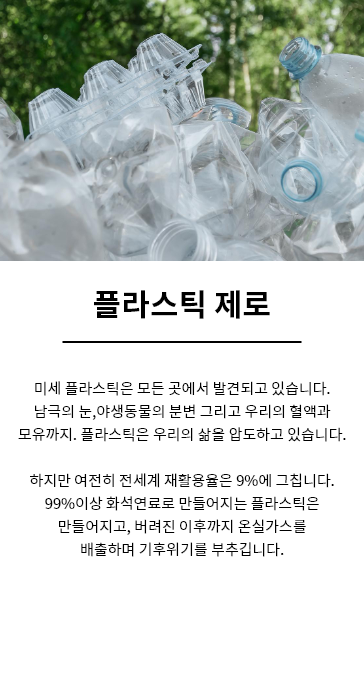 플라스틱 제로
미세 플라스틱은 모든 곳에서 발견되고 있습니다.
남극의 눈,야생동물의 분변 그리고 우리의 혈액과
모유까지. 플라스틱은 우리의 삶을 압도하고 있습니다.
하지만 여전히 전세계 재활용율은 9%에 그칩니다.
99%이상 화석연료로 만들어지는 플라스틱은
만들어지고, 버려진 이후까지 온실가스를
배출하며 기후위기를 부추깁니다.